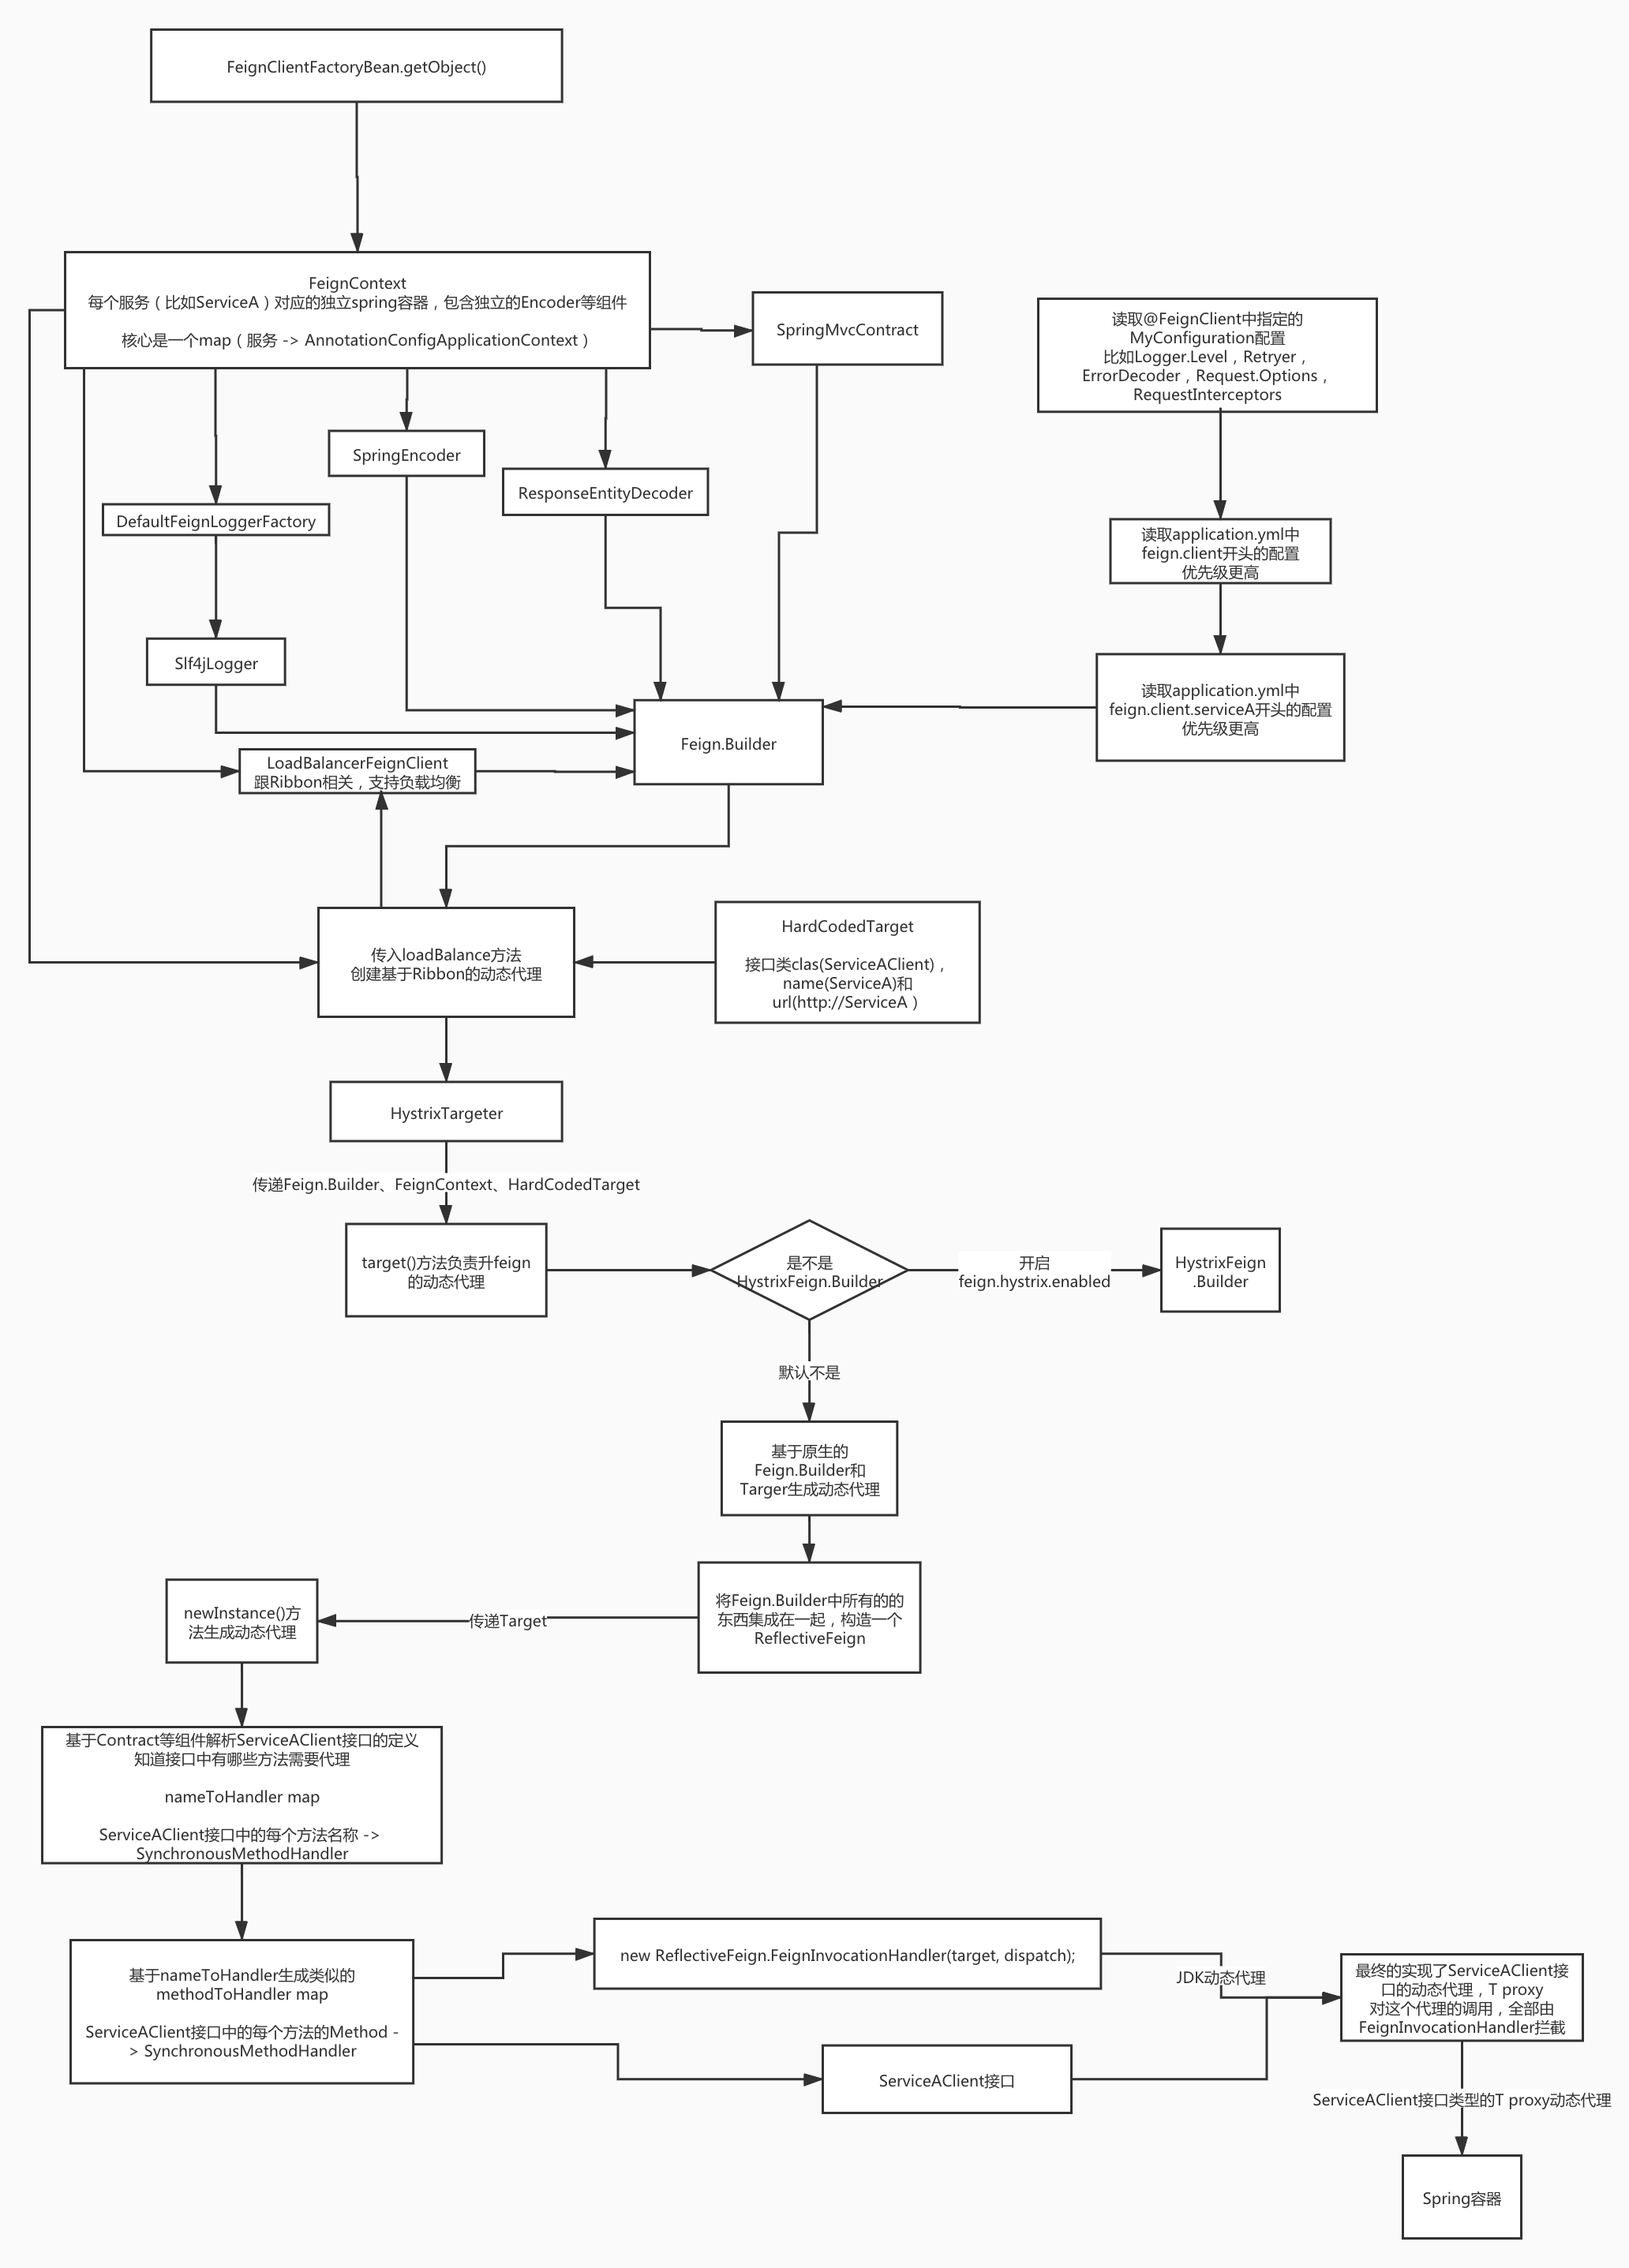 FeignClientFactoryBean.getObject()
FeignContext
每个服务（比如ServiceA）对应的独立spring容器，包含独立的Encoder等组件
核心是一个map（服务 -> AnnotationConfigApplicationContext）
SpringMvcContract
读取@FeignClient中指定的
MyConfiguration配置
比如Logger.Level，Retryer，
ErrorDecoder，Request.Options，
RequestInterceptors
SpringEncoder
ResponseEntityDecoder
DefaultFeignLoggerFactory
读取application.yml中
feign.client开头的配置
优先级更高
Slf4jLogger
读取application.yml中
feign.client.serviceA开头的配置
优先级更高
Feign.Builder
LoadBalancerFeignClient
跟Ribbon相关，支持负载均衡
传入loadBalance方法
创建基于Ribbon的动态代理
HardCodedTarget
接口类clas(ServiceAClient)，
name(ServiceA)和
url(http://ServiceA）
HystrixTargeter
传递Feign.Builder、FeignContext、HardCodedTarget
target()方法负责升feign
的动态代理
是不是
HystrixFeign.Builder
开启
feign.hystrix.enabled
HystrixFeign
.Builder
默认不是
基于原生的
Feign.Builder和
Targer生成动态代理
将Feign.Builder中所有的的
东西集成在一起，构造一个
ReflectiveFeign
传递Target
newInstance()方
法生成动态代理
基于Contract等组件解析ServiceAClient接口的定义
知道接口中有哪些方法需要代理
nameToHandler map
ServiceAClient接口中的每个方法名称 ->
SynchronousMethodHandler
基于nameToHandler生成类似的
methodToHandler map
ServiceAClient接口中的每个方法的Method -
> SynchronousMethodHandler
new ReflectiveFeign.FeignInvocationHandler(target, dispatch);
JDK动态代理
ServiceAClient接口
最终的实现了ServiceAClient接
口的动态代理，T proxy
对这个代理的调用，全部由
FeignInvocationHandler拦截
ServiceAClient接口类型的T proxy动态代理
Spring容器